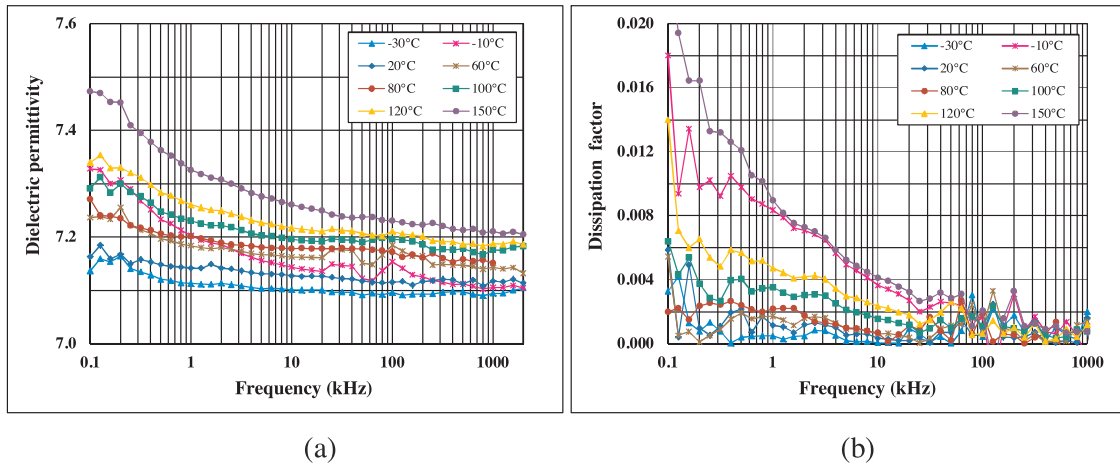 7.6
7.4
7.2
7.0
Dielectric permittivity
0.1
1
10
100
1000
Frequency (kHz)
-30°C
-10°C
20°C
60°C
80°C
100°C
120°C
150°C
(a)
0.020
0.016
0.012
0.008
0.004
0.000
Dissipation factor
0.1
1
10
100
1000
Frequency (kHz)
-30°C
-10°C
20°C
60°C
80°C
100°C
120°C
150°C
(b)